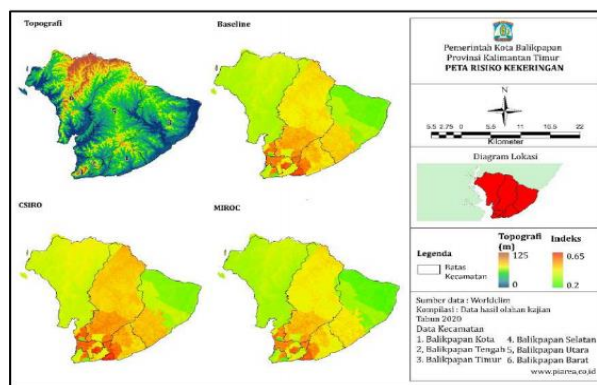 Topografi
Baseline
CSIRO
MIROC
Pemerintah Kota Balikpapan
Provinsi Kalimantan Timur
PETA RISIKO KEKERINGAN
N
5.5 2.75 0 5.5 11 16.5 22
Kilometer
Diagram Lokasi
Legenda
Batas
Kecamatan
Topografi
(m)
125
0
Indeks
0.65
0.2
Sumber data : Worldclim
Kompilasi : Data hasil olahan kajian
Tahun 2020
Data Kecamatan
1. Balikpapan Kota 4. Balikpapan Selatan
2. Balikpapan Tengah 5. Balikpapan Utara
3. Balikpapan Timur 6. Balikpapan Barat
www.piarea.co.id